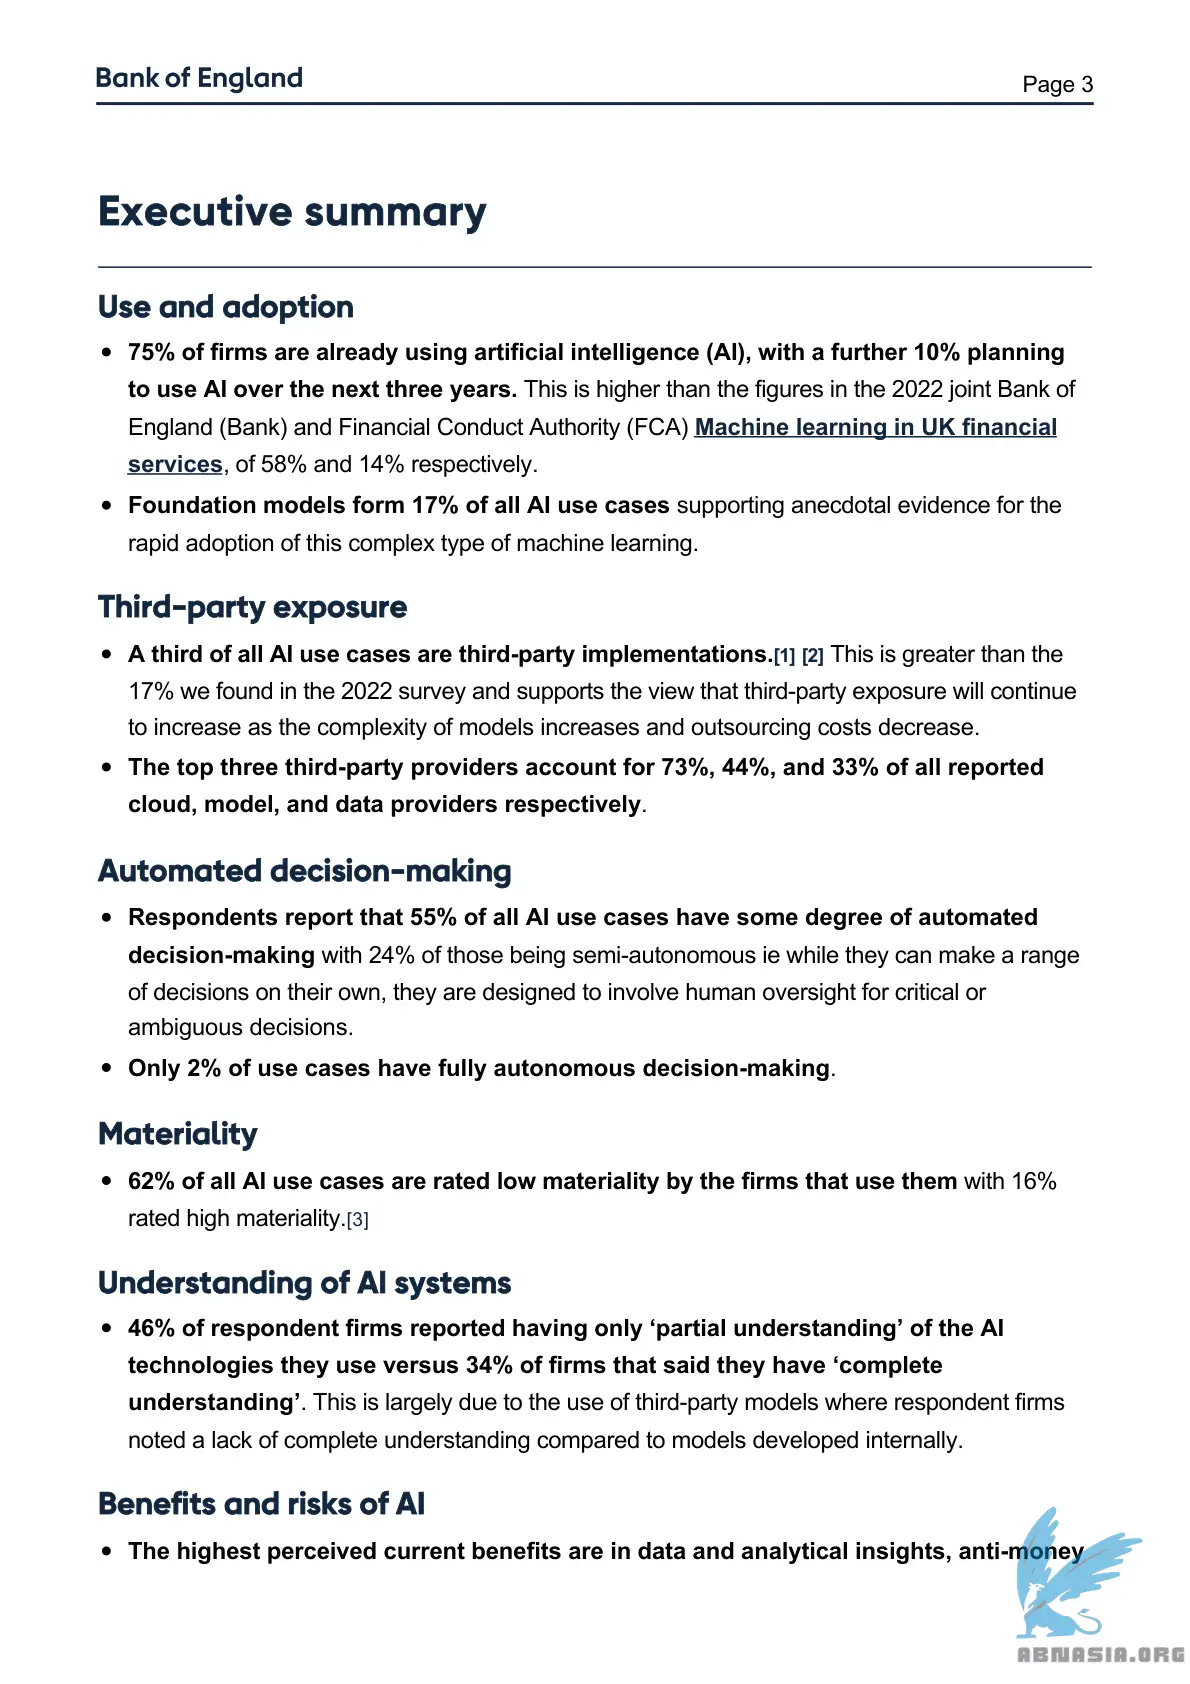 Bank of England
Page 3
Executive summary
Use and adoption
• 75% of firms are already using artificial intelligence (AI), with a further 10% planning
to use AI over the next three years. This is higher than the figures in the 2022 joint Bank of
England (Bank) and Financial Conduct Authority (FCA) Machine learning in UK financial
services, of 58% and 14% respectively.
• Foundation models form 17% of all AI use cases supporting anecdotal evidence for the
rapid adoption of this complex type of machine learning.
Third-party exposure
• A third of all AI use cases are third-party implementations.[1] [2] This is greater than the
17% we found in the 2022 survey and supports the view that third-party exposure will continue
to increase as the complexity of models increases and outsourcing costs decrease.
• The top three third-party providers account for 73%, 44%, and 33% of all reported
cloud, model, and data providers respectively.
Automated decision-making
• Respondents report that 55% of all AI use cases have some degree of automated
decision-making with 24% of those being semi-autonomous ie while they can make a range
of decisions on their own, they are designed to involve human oversight for critical or
ambiguous decisions.
• Only 2% of use cases have fully autonomous decision-making.
Materiality
• 62% of all AI use cases are rated low materiality by the firms that use them with 16%
rated high materiality.[3]
Understanding of AI systems
• 46% of respondent firms reported having only ‘partial understanding’ of the AI
technologies they use versus 34% of firms that said they have ‘complete
understanding’. This is largely due to the use of third-party models where respondent firms
noted a lack of complete understanding compared to models developed internally.
Benefits and risks of AI
• The highest perceived current benefits are in data and analytical insights, anti-money
ABNASIA.ORG